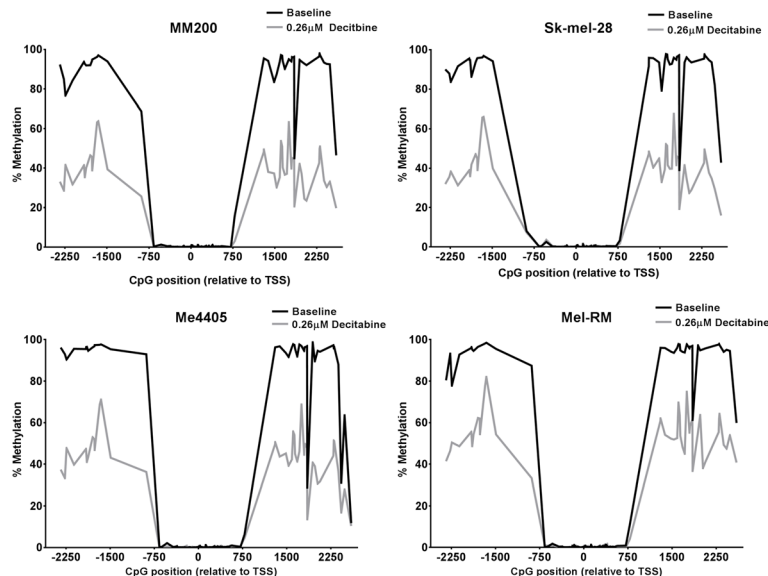 MM200
Baseline
0.26µM Decitbine
% Methylation
100
80
60
40
20
0
-2250 -1500 -750 0 750 1500 2250
CpG position (relative to TSS)
Sk-mel-28
Baseline
0.26µM Decitabine
% Methylation
100
80
60
40
20
0
-2250 -1500 -750 0 750 1500 2250
CpG position (relative to TSS)
Me4405
Baseline
0.26µM Decitabine
% Methylation
100
80
60
40
20
0
-2250 -1500 -750 0 750 1500 2250
CpG position (relative to TSS)
Mel-RM
Baseline
0.26µM Decitabine
% Methylation
100
80
60
40
20
0
-2250 -1500 -750 0 750 1500 2250
CpG position (relative to TSS)